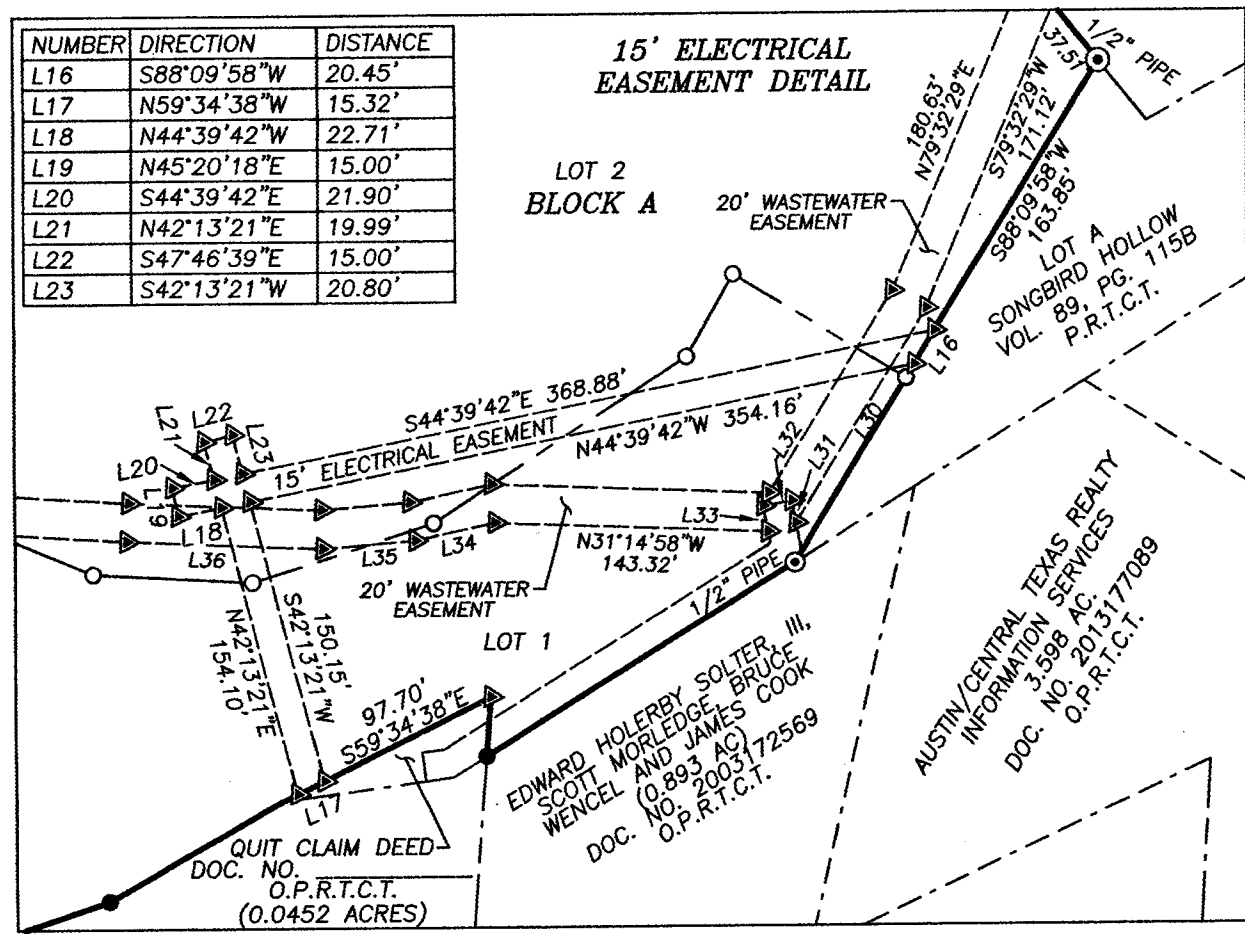 NUMBER DIRECTION DISTANCE
L16 S88°09'58"W 20.45'
L17 N59°34'38"W 15.32'
L18 N44°39'42"W 22.71'
L19 N45°20'18"E 15.00'
L20 S44°39'42"E 21.90'
L21 N42°13'21"E 19.99'
L22 S47°46'39"E 15.00'
L23 S42°13'21"W 20.80'
15' ELECTRICAL
EASEMENT DETAIL
LOT 2
BLOCK A
20' WASTEWATER
EASEMENT
180.63'
N79°32'29"E
S79°32'29"W
171.12'
S88°09'58"W
163.85'
1/2" PIPE
37.57
LOT A
SONGBIRD HOLLOW
VOL. 89, PG. 115B
P.R.T.C.T.
L16
L30
S44°39'42"E 368.88'
15' ELECTRICAL EASEMENT
N44°39'42"W 354.16'
L21
L22
L23
L20
L19
L18
L36
L35
L34
L33
L32
L31
N31°14'58"W
143.32'
20' WASTEWATER
EASEMENT
LOT 1
1/2" PIPE
N42°13'21"E
154.10'
150.15'
S42°13'21"W
97.70'
S59°34'38"E
L17
QUIT CLAIM DEED
DOC. NO.
O.P.R.T.C.T.
(0.0452 ACRES)
EDWARD HOLERBY SOLTER, III,
SCOTT MORLEDGE, BRUCE
WENCEL AND JAMES COOK
(0.893 AC)
DOC. NO. 2003172569
O.P.R.T.C.T.
AUSTIN/CENTRAL TEXAS REALTY
INFORMATION SERVICES
3.598 AC.
DOC. NO. 2013177089
O.P.R.T.C.T.